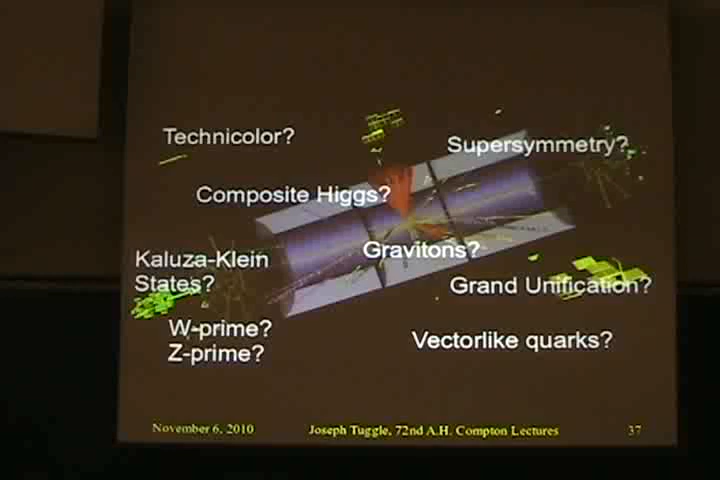 Technicolor?
Supersymmetry?
Composite Higgs?
Gravitons?
Kaluza-Klein
States?
Grand Unification?
W-prime?
Z-prime?
Vectorlike quarks?
November 6, 2010
Joseph Tuggle, 72nd A.H. Compton Lectures
37